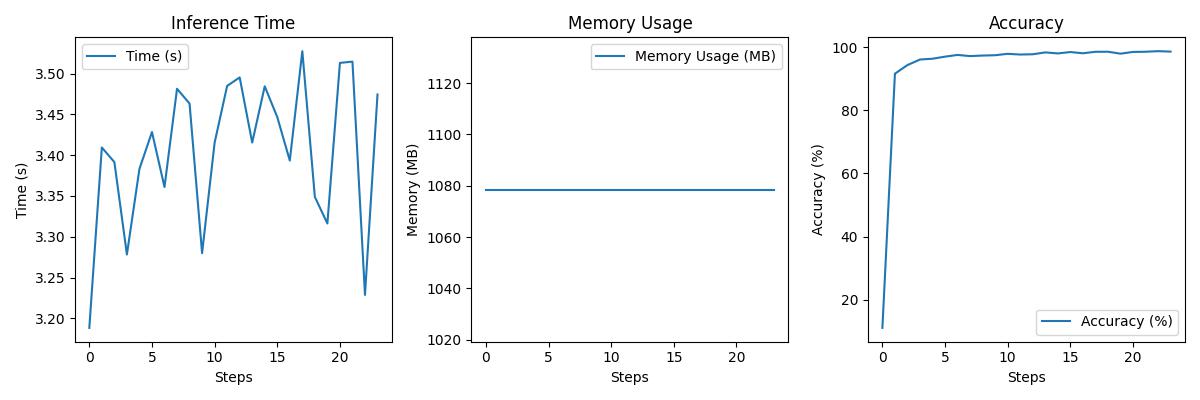 Inference Time
Time (s)
Time (s)
3.50
3.45
3.40
3.35
3.30
3.25
3.20
0 5 10 15 20
Steps
Memory Usage
Memory Usage (MB)
Memory (MB)
1120
1100
1080
1060
1040
1020
0 5 10 15 20
Steps
Accuracy
Accuracy (%)
Accuracy (%)
100
80
60
40
20
0 5 10 15 20
Steps